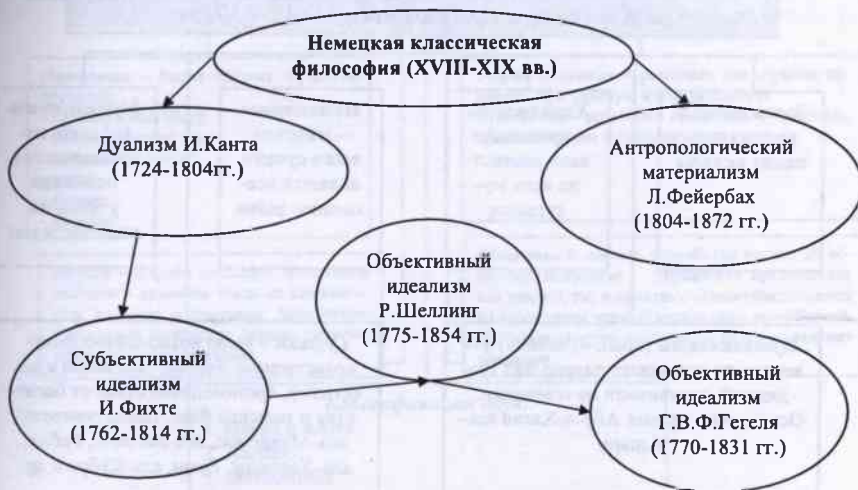 Немецкая классическая
философия (XVIII-XIX вв.)
Дуализм И.Канта
(1724-1804гг.)
Антропологический
материализм
Л.Фейербах
(1804-1872 гг.)
Объективный
идеализм
Р.Шеллинг
(1775-1854 гг.)
Субъективный
идеализм
И.Фихте
(1762-1814 гг.)
Объективный
идеализм
Г.В.Ф.Гегеля
(1770-1831 гг.)